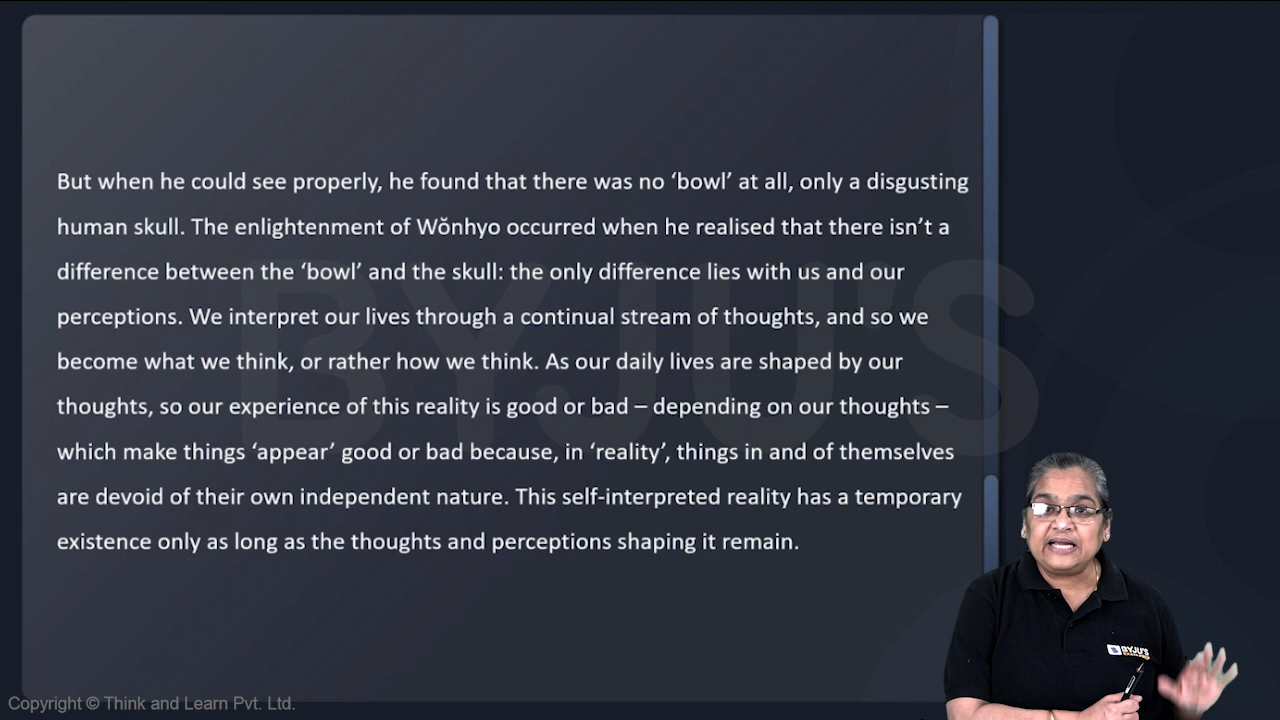 But when he could see properly, he found that there was no ‘bowl’ at all, only a disgusting
human skull. The enlightenment of Wŏnhyo occurred when he realised that there isn’t a
difference between the ‘bowl’ and the skull: the only difference lies with us and our
perceptions. We interpret our lives through a continual stream of thoughts, and so we
become what we think, or rather how we think. As our daily lives are shaped by our
thoughts, so our experience of this reality is good or bad – depending on our thoughts –
which make things ‘appear’ good or bad because, in ‘reality’, things in and of themselves
are devoid of their own independent nature. This self-interpreted reality has a temporary
existence only as long as the thoughts and perceptions shaping it remain.
BYJU'S
BYJU'S
Copyright © Think and Learn Pvt. Ltd.